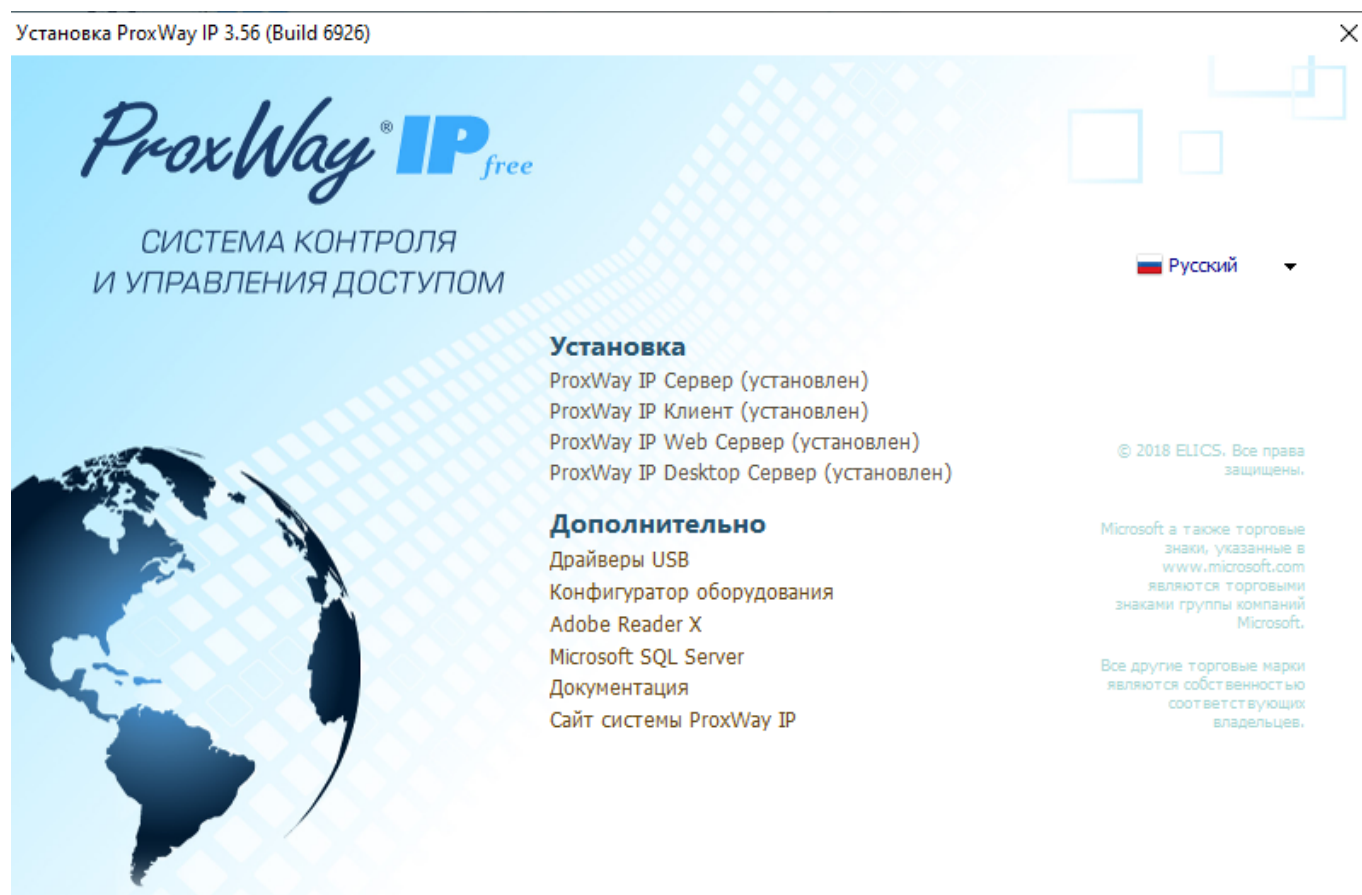 Установка ProxWay IP 3.56 (Build 6926)
ProxWay® IP free
СИСТЕМА КОНТРОЛЯ
И УПРАВЛЕНИЯ ДОСТУПОМ
Русский
Установка
ProxWay IP Сервер (установлен)
ProxWay IP Клиент (установлен)
ProxWay IP Web Сервер (установлен)
ProxWay IP Desktop Сервер (установлен)
Дополнительно
Драйверы USB
Конфигуратор оборудования
Adobe Reader X
Microsoft SQL Server
Документация
Сайт системы ProxWay IP
© 2018 ELICS. Все права
защищены.
Microsoft а также торговые
знаки, указанные в
www.microsoft.com
являются торговыми
знаками группы компаний
Microsoft.
Все другие торговые марки
являются собственностью
соответствующих
владельцев.